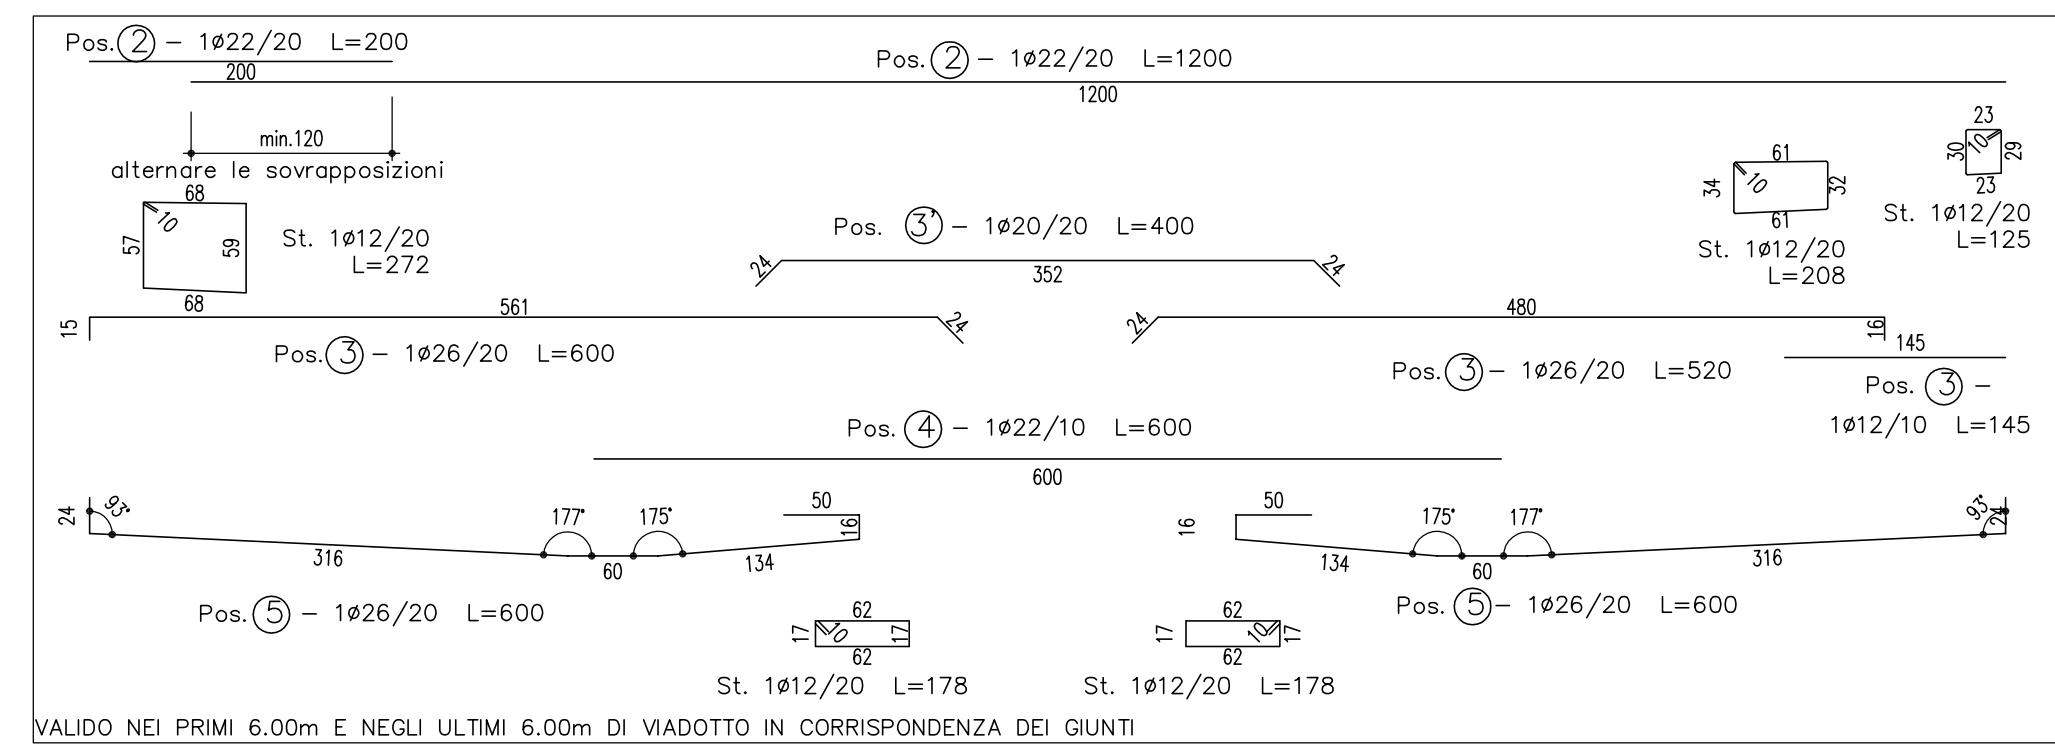 Pos. 2 – 1ø22/20 L=200
200
Pos. 2 – 1ø22/20 L=1200
1200
min.120
alternare le sovrapposizioni
68
57
10
59
68
St. 1ø12/20
L=272
Pos. 3' – 1ø20/20 L=400
24
352
24
61
34
10
32
61
St. 1ø12/20
L=208
23
30
10
29
23
St. 1ø12/20
L=125
15
561
24
Pos. 3 – 1ø26/20 L=600
24
480
16
Pos. 3 – 1ø26/20 L=520
145
Pos. 3 –
1ø12/10 L=145
Pos. 4 – 1ø22/10 L=600
600
24
93°
316
177°
60
175°
134
16
50
Pos. 5 – 1ø26/20 L=600
16
50
134
175°
60
177°
316
93°
24
Pos. 5 – 1ø26/20 L=600
62
17
10
17
62
St. 1ø12/20 L=178
62
17
10
17
62
St. 1ø12/20 L=178
VALIDO NEI PRIMI 6.00m E NEGLI ULTIMI 6.00m DI VIADOTTO IN CORRISPONDENZA DEI GIUNTI